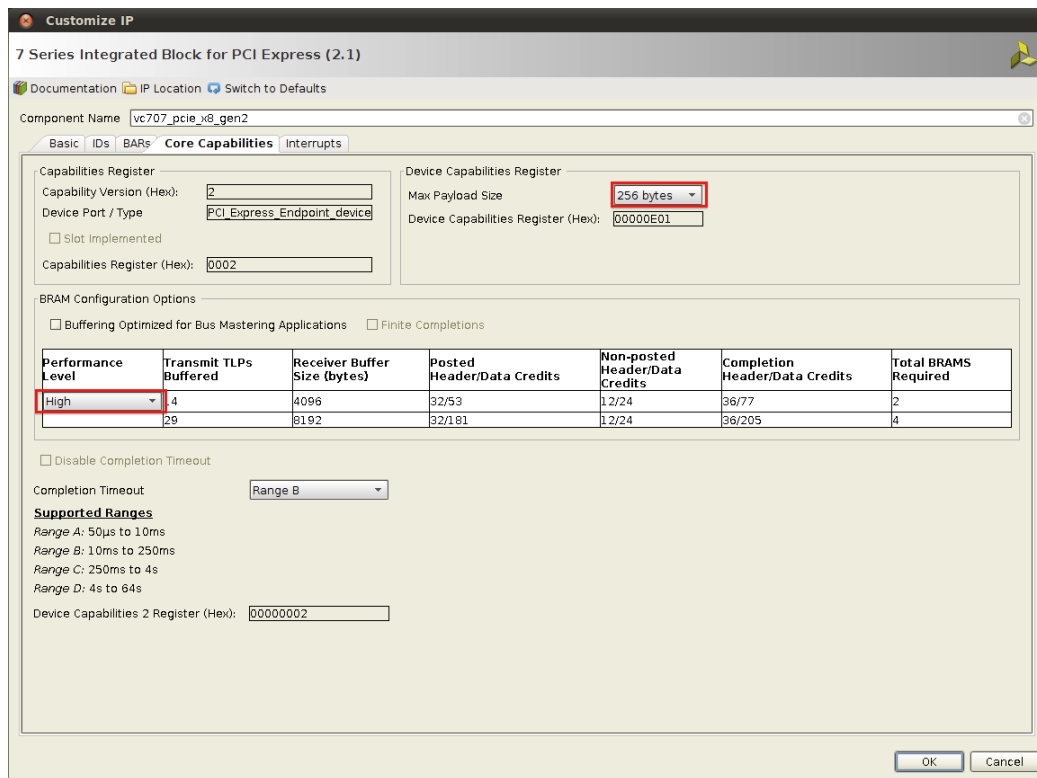 Customize IP
7 Series Integrated Block for PCI Express (2.1)
Documentation IP Location Switch to Defaults
Component Name vc707_pcie_x8_gen2
Basic IDs BARs Core Capabilities Interrupts
Capabilities Register
Capability Version (Hex): 2
Device Port / Type PCI_Express_Endpoint_device
Slot Implemented
Capabilities Register (Hex): 0002
Device Capabilities Register
Max Payload Size 256 bytes
Device Capabilities Register (Hex): 00000E01
BRAM Configuration Options
Buffering Optimized for Bus Mastering Applications Finite Completions
Performance Level Transmit TLPs Buffered Receiver Buffer Size (bytes) Posted Header/Data Credits Non-posted Header/Data Credits Completion Header/Data Credits Total BRAMS Required
High 14 4096 32/53 12/24 36/77 2
29 8192 32/181 12/24 36/205 4
Disable Completion Timeout
Completion Timeout Range B
Supported Ranges
Range A: 50µs to 10ms
Range B: 10ms to 250ms
Range C: 250ms to 4s
Range D: 4s to 64s
Device Capabilities 2 Register (Hex): 00000002
OK Cancel